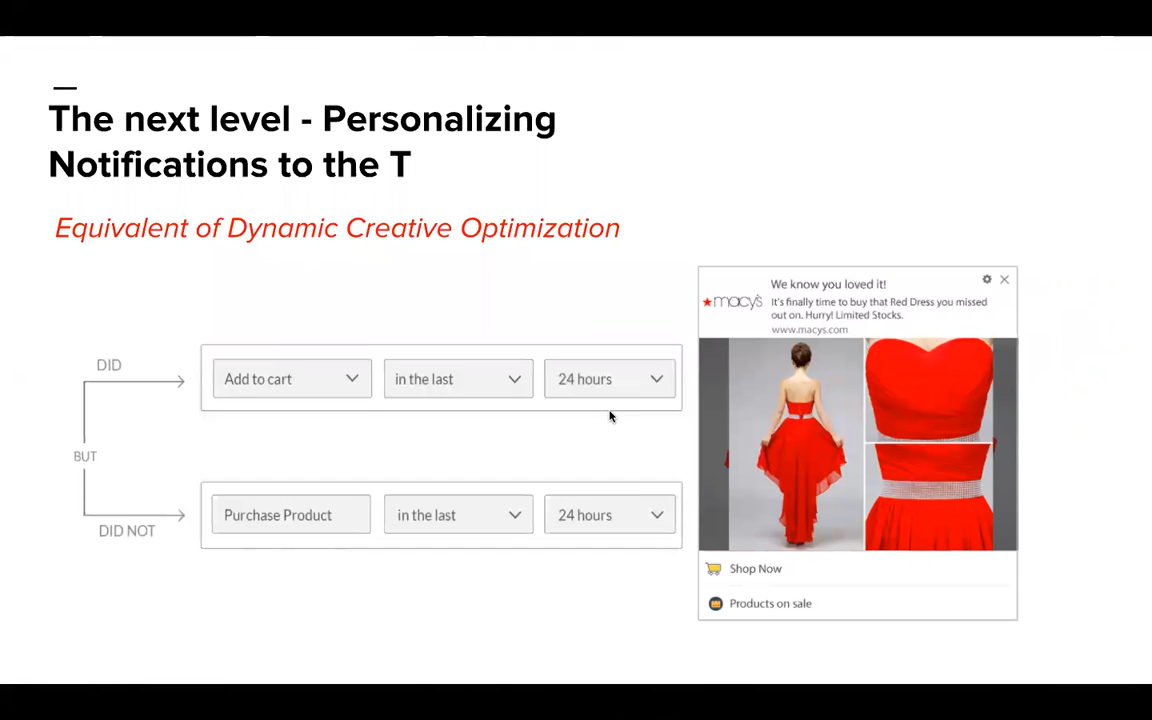 The next level - Personalizing
Notifications to the T
Equivalent of Dynamic Creative Optimization
DID
Add to cart
in the last
24 hours
BUT
Purchase Product
in the last
24 hours
DID NOT
macy's
We know you loved it!
It's finally time to buy that Red Dress you missed
out on. Hurry! Limited Stocks.
www.macys.com
Shop Now
Products on sale